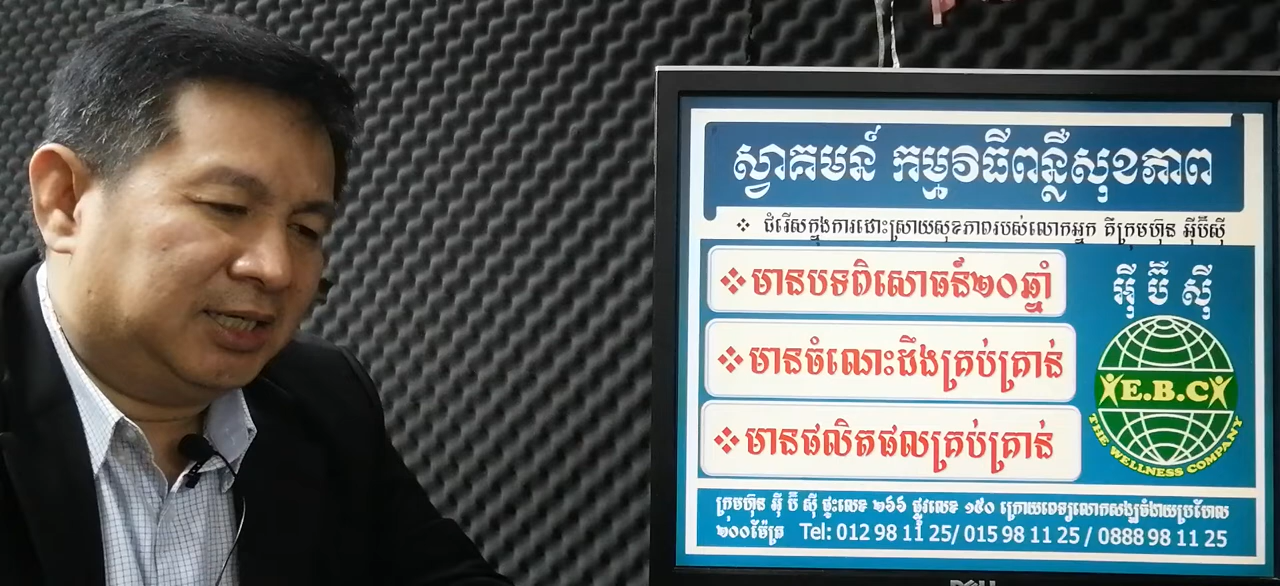 ស្វាគមន៍ កម្មវិធីពន្លឺសុខភាព
❖ ជំរើសក្នុងការដោះស្រាយសុខភាពរបស់លោកអ្នក គឺក្រុមហ៊ុន អ៊ីប៊ីស៊ី
❖មានបទពិសោធន៍២០ឆ្នាំ
❖មានចំណេះដឹងគ្រប់គ្រាន់
❖មានផលិតផលគ្រប់គ្រាន់
អ៊ី ប៊ី ស៊ី
E.B.C
THE WELLNESS COMPANY
ក្រុមហ៊ុន អ៊ី ប៊ី ស៊ី ផ្ទះលេខ ២៦៦ ផ្លូវលេខ ១៥០ ក្រោយពេទ្យលោកសង្ឃចំងាយប្រហែល
២០០ម៉ែត្រ Tel: 012 98 11 25/ 015 98 11 25 / 0888 98 11 25